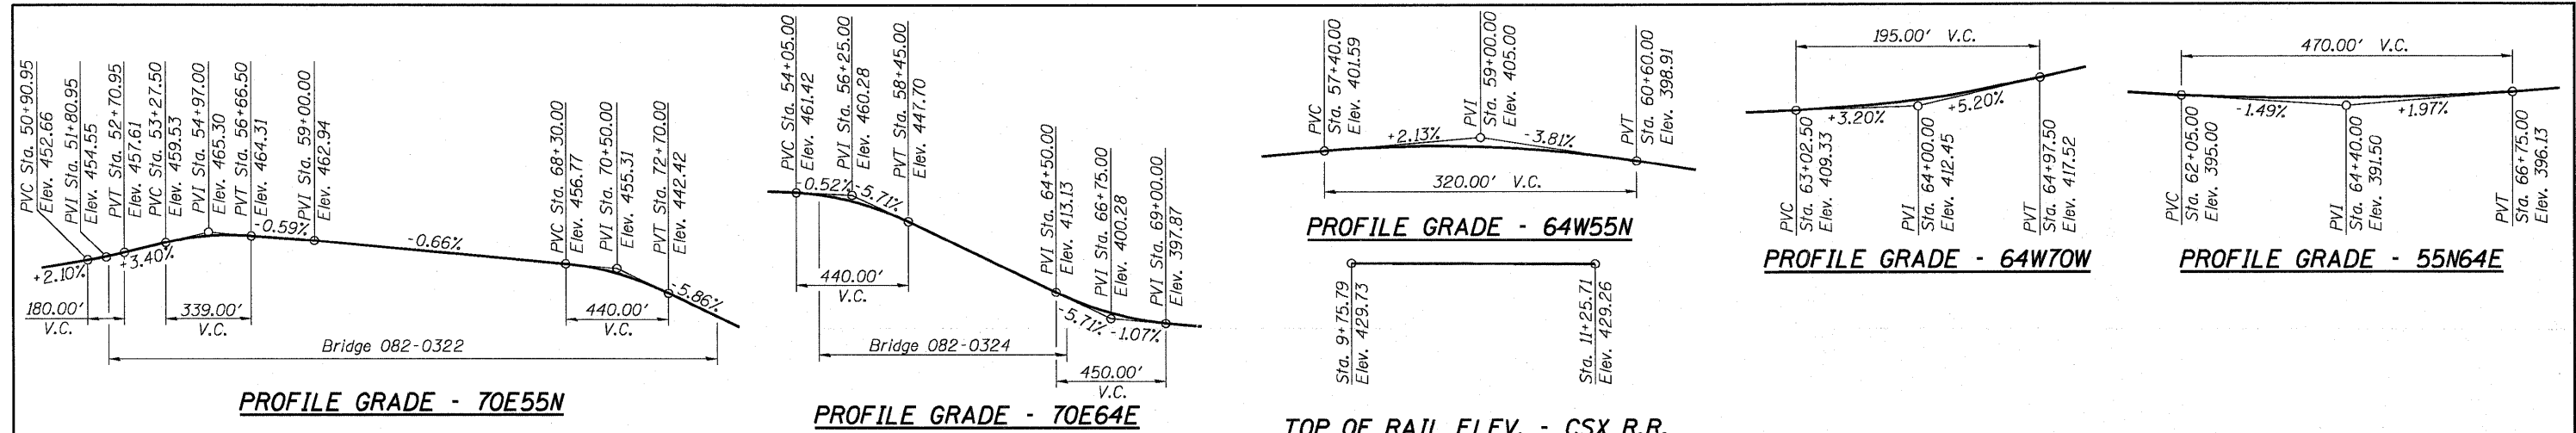 PVC Sta. 50+90.95
Elev. 452.66
PVI Sta. 51+80.95
Elev. 454.55
PVT Sta. 52+70.95
Elev. 457.61
PVC Sta. 53+27.50
Elev. 459.53
PVI Sta. 54+97.00
Elev. 465.30
PVT Sta. 56+66.50
Elev. 464.31
PVI Sta. 59+00.00
Elev. 462.94
PVC Sta. 68+30.00
Elev. 456.77
PVI Sta. 70+50.00
Elev. 455.31
PVT Sta. 72+70.00
Elev. 442.42
+2.10%
+3.40%
-0.59%
-0.66%
-5.86%
180.00'
V.C.
339.00'
V.C.
440.00'
V.C.
Bridge 082-0322
PROFILE GRADE - 70E55N
PVC Sta. 54+05.00
Elev. 461.42
PVI Sta. 56+25.00
Elev. 460.28
PVT Sta. 58+45.00
Elev. 447.70
PVI Sta. 64+50.00
Elev. 413.13
PVI Sta. 66+75.00
Elev. 400.28
PVI Sta. 69+00.00
Elev. 397.87
-0.52%
-5.71%
-5.71%
-1.07%
440.00'
V.C.
Bridge 082-0324
450.00'
V.C.
PROFILE GRADE - 70E64E
PVC
Sta. 57+40.00
Elev. 401.59
PVI
Sta. 59+00.00
Elev. 405.00
PVT
Sta. 60+60.00
Elev. 398.91
+2.13%
-3.81%
320.00' V.C.
PROFILE GRADE - 64W55N
Sta. 9+75.79
Elev. 429.73
Sta. 11+25.71
Elev. 429.26
TOP OF RAIL ELEV. - CSX R.R.
195.00' V.C.
+3.20%
+5.20%
PVC
Sta. 63+02.50
Elev. 409.33
PVI
Sta. 64+00.00
Elev. 412.45
PVT
Sta. 64+97.50
Elev. 417.52
PROFILE GRADE - 64W70W
470.00' V.C.
-1.49%
+1.97%
PVC
Sta. 62+05.00
Elev. 395.00
PVI
Sta. 64+40.00
Elev. 391.50
PVT
Sta. 66+75.00
Elev. 396.13
PROFILE GRADE - 55N64E